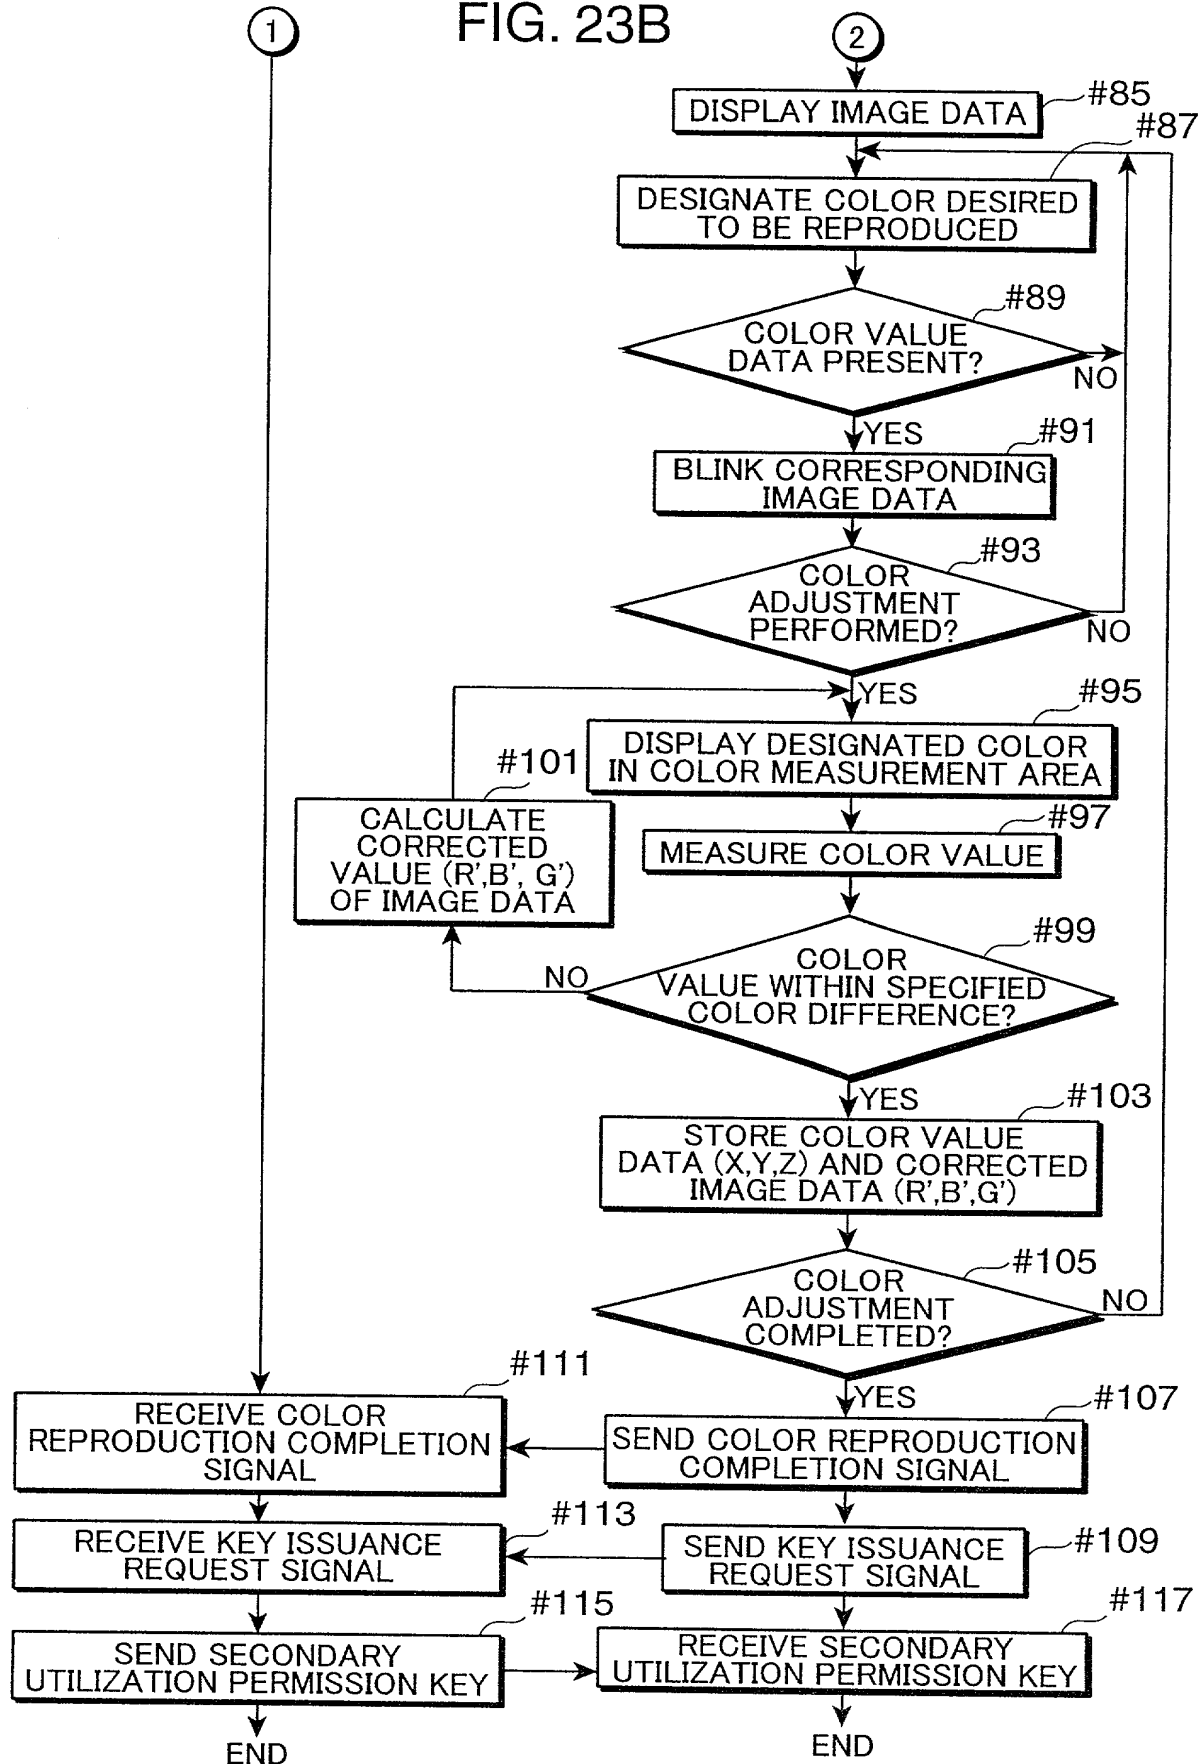 FIG. 23B
1
2
DISPLAY IMAGE DATA
#85
#87
DESIGNATE COLOR DESIRED
TO BE REPRODUCED
#89
COLOR VALUE
DATA PRESENT?
NO
YES
#91
BLINK CORRESPONDING
IMAGE DATA
#93
COLOR
ADJUSTMENT
PERFORMED?
NO
YES
#95
DISPLAY DESIGNATED COLOR
IN COLOR MEASUREMENT AREA
#101
CALCULATE
CORRECTED
VALUE (R',B', G')
OF IMAGE DATA
#97
MEASURE COLOR VALUE
#99
COLOR
VALUE WITHIN SPECIFIED
COLOR DIFFERENCE?
NO
YES
#103
STORE COLOR VALUE
DATA (X,Y,Z) AND CORRECTED
IMAGE DATA (R',B',G')
#105
COLOR
ADJUSTMENT
COMPLETED?
NO
YES
#111
RECEIVE COLOR
REPRODUCTION COMPLETION
SIGNAL
#107
SEND COLOR REPRODUCTION
COMPLETION SIGNAL
#113
RECEIVE KEY ISSUANCE
REQUEST SIGNAL
#109
SEND KEY ISSUANCE
REQUEST SIGNAL
#115
SEND SECONDARY
UTILIZATION PERMISSION KEY
#117
RECEIVE SECONDARY
UTILIZATION PERMISSION KEY
END
END